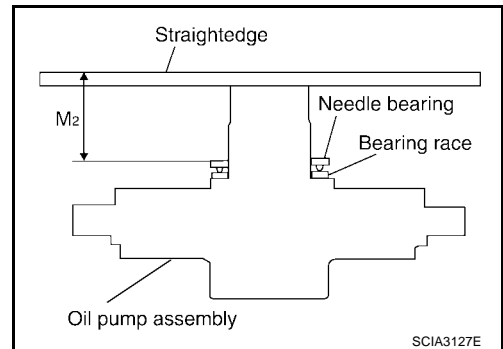 Straightedge
M2
Needle bearing
Bearing race
Oil pump assembly
SCIA3127E